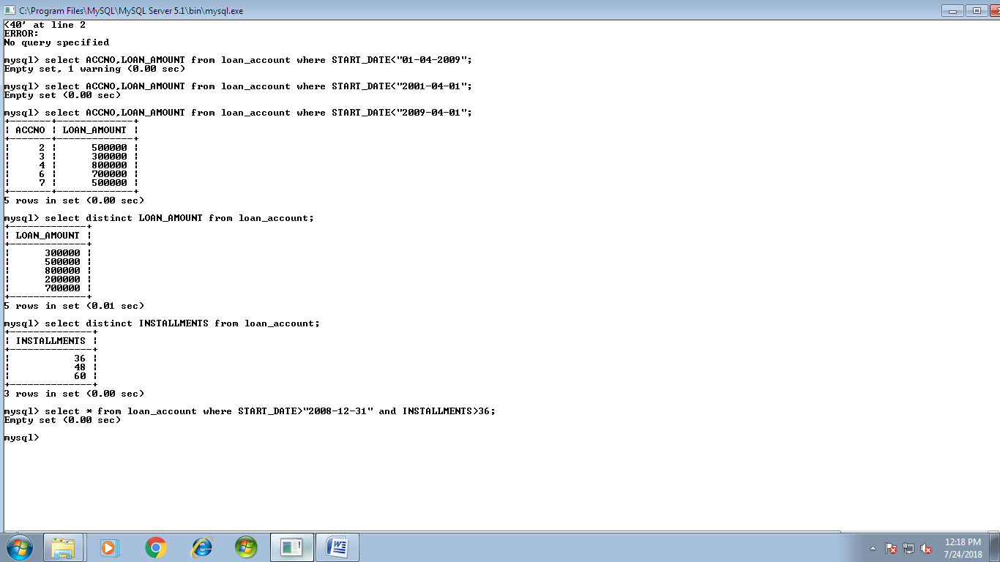 C:\Program Files\MySQL\MySQL Server 5.1\bin\mysql.exe
<40' at line 2
ERROR:
No query specified
mysql> select ACCNO,LOAN_AMOUNT from loan_account where START_DATE<"01-04-2009";
Empty set, 1 warning (0.00 sec)
mysql> select ACCNO,LOAN_AMOUNT from loan_account where START_DATE<"2001-04-01";
Empty set (0.00 sec)
mysql> select ACCNO,LOAN_AMOUNT from loan_account where START_DATE<"2009-04-01";
+-------+-------------+
| ACCNO | LOAN_AMOUNT |
+-------+-------------+
|     2 |      500000 |
|     3 |      300000 |
|     4 |      800000 |
|     6 |      700000 |
|     7 |      500000 |
+-------+-------------+
5 rows in set (0.00 sec)
mysql> select distinct LOAN_AMOUNT from loan_account;
+-------------+
| LOAN_AMOUNT |
+-------------+
|      300000 |
|      500000 |
|      800000 |
|      200000 |
|      700000 |
+-------------+
5 rows in set (0.01 sec)
mysql> select distinct INSTALLMENTS from loan_account;
+--------------+
| INSTALLMENTS |
+--------------+
|           36 |
|           48 |
|           60 |
+--------------+
3 rows in set (0.00 sec)
mysql> select * from loan_account where START_DATE>"2008-12-31" and INSTALLMENTS>36;
Empty set (0.00 sec)
mysql>
12:18 PM
7/24/2018